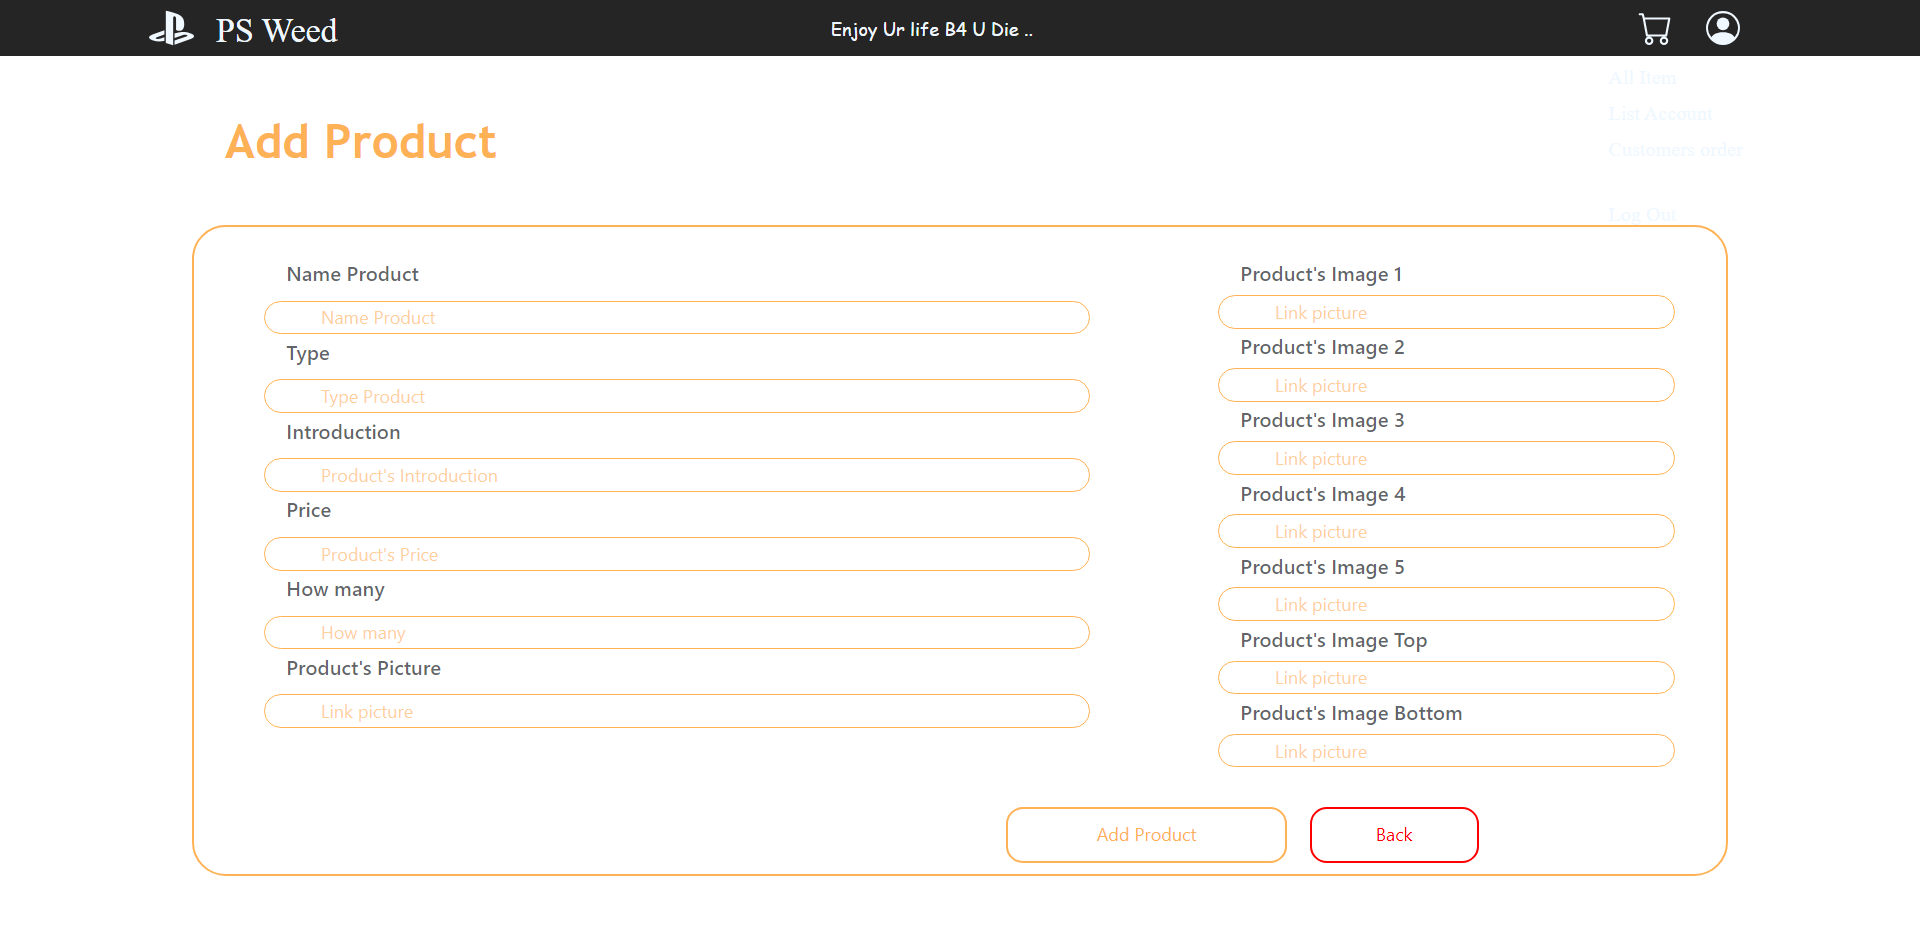 PS Weed
Enjoy Ur life B4 U Die ..
All Item
List Account
Customers order
Log Out
Add Product
Name Product
Name Product
Type
Type Product
Introduction
Product's Introduction
Price
Product's Price
How many
How many
Product's Picture
Link picture
Product's Image 1
Link picture
Product's Image 2
Link picture
Product's Image 3
Link picture
Product's Image 4
Link picture
Product's Image 5
Link picture
Product's Image Top
Link picture
Product's Image Bottom
Link picture
Add Product
Back